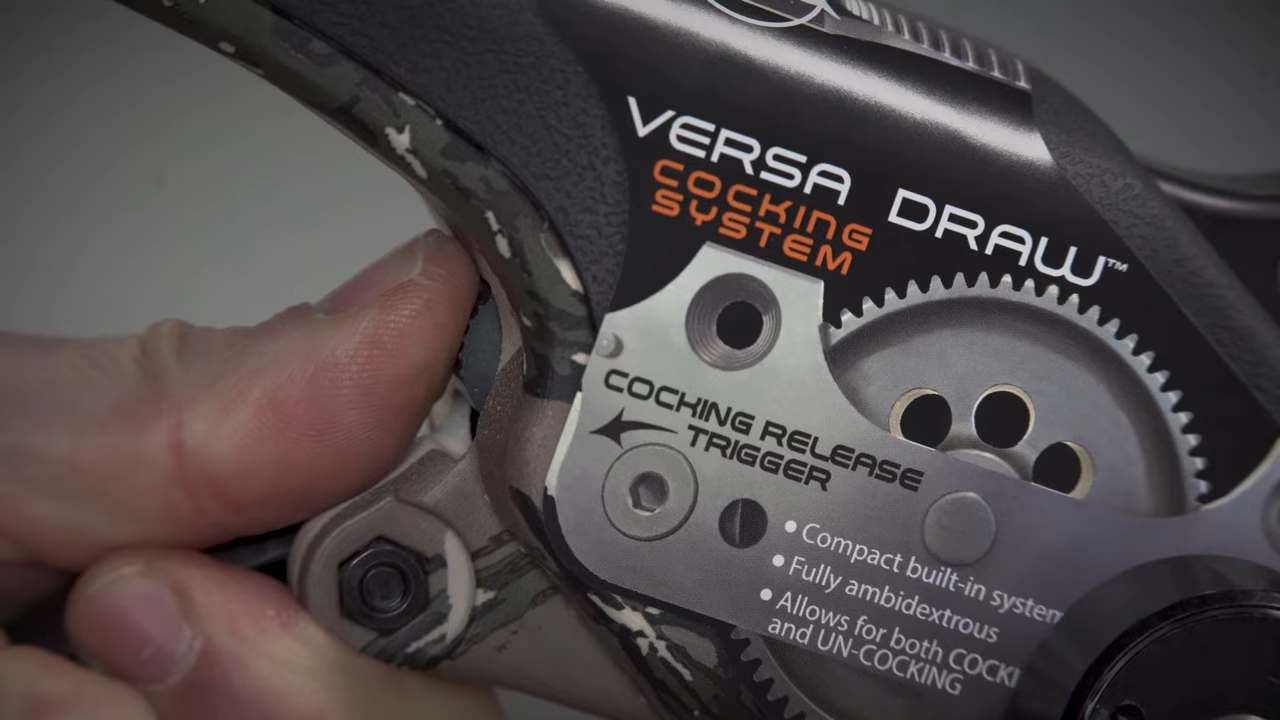 VERSA DRAW™
COCKING
SYSTEM
COCKING RELEASE
TRIGGER
• Compact built-in system
• Fully ambidextrous
• Allows for both COCKI
and UN-COCKING